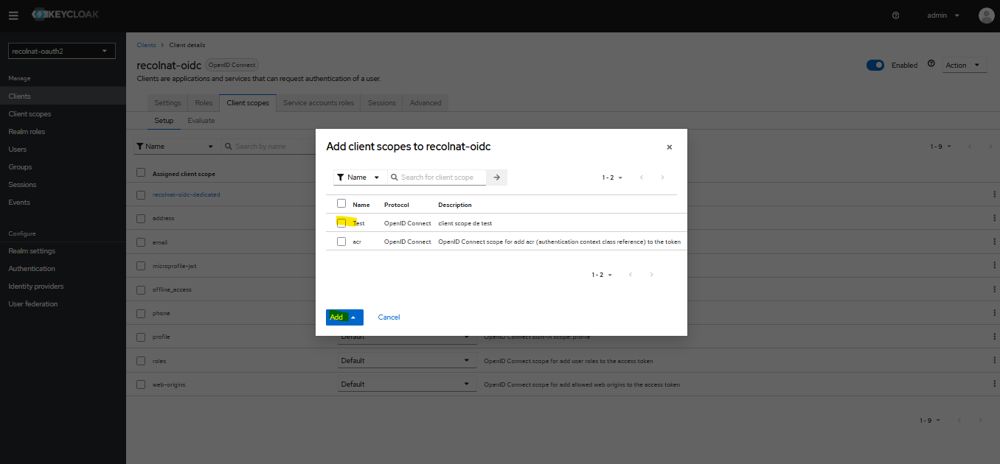 KEYCLOAK
admin
recolnat-oauth2
Manage
Clients
Client scopes
Realm roles
Users
Groups
Sessions
Events
Configure
Realm settings
Authentication
Identity providers
User federation
Clients > Client details
recolnat-oidc OpenID Connect
Clients are applications and services that can request authentication of a user.
Enabled
Action
Settings Roles Client scopes Service accounts roles Sessions Advanced
Setup Evaluate
Name Search by name 1 - 9
Assigned client scope
recolnat-oidc-dedicated
address
email
microprofile-jwt
offline_access
phone
profile Default OpenID Connect built-in scope: profile
roles Default OpenID Connect scope for add user roles to the access token
web-origins Default OpenID Connect scope for add allowed web origins to the access token
1 - 9
Add client scopes to recolnat-oidc
Name Search for client scope 1 - 2
Name Protocol Description
Test OpenID Connect client scope de test
acr OpenID Connect OpenID Connect scope for add acr (authentication context class reference) to the token
1 - 2
Add Cancel